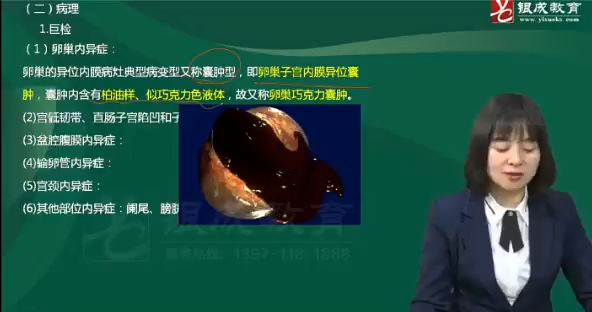 （二）病理
1.巨检
（1）卵巢内异症：
卵巢的异位内膜病灶典型病变型又称囊肿型，即卵巢子宫内膜异位囊
肿，囊肿内含有柏油样、似巧克力色液体，故又称卵巢巧克力囊肿。
(2)宫骶韧带、直肠子宫陷凹和子
(3)盆腔腹膜内异症：
(4)输卵管内异症：
(5)宫颈内异症：
(6)其他部位内异症：阑尾、膀胱
银成教育
www.yixueks.com
银成教育